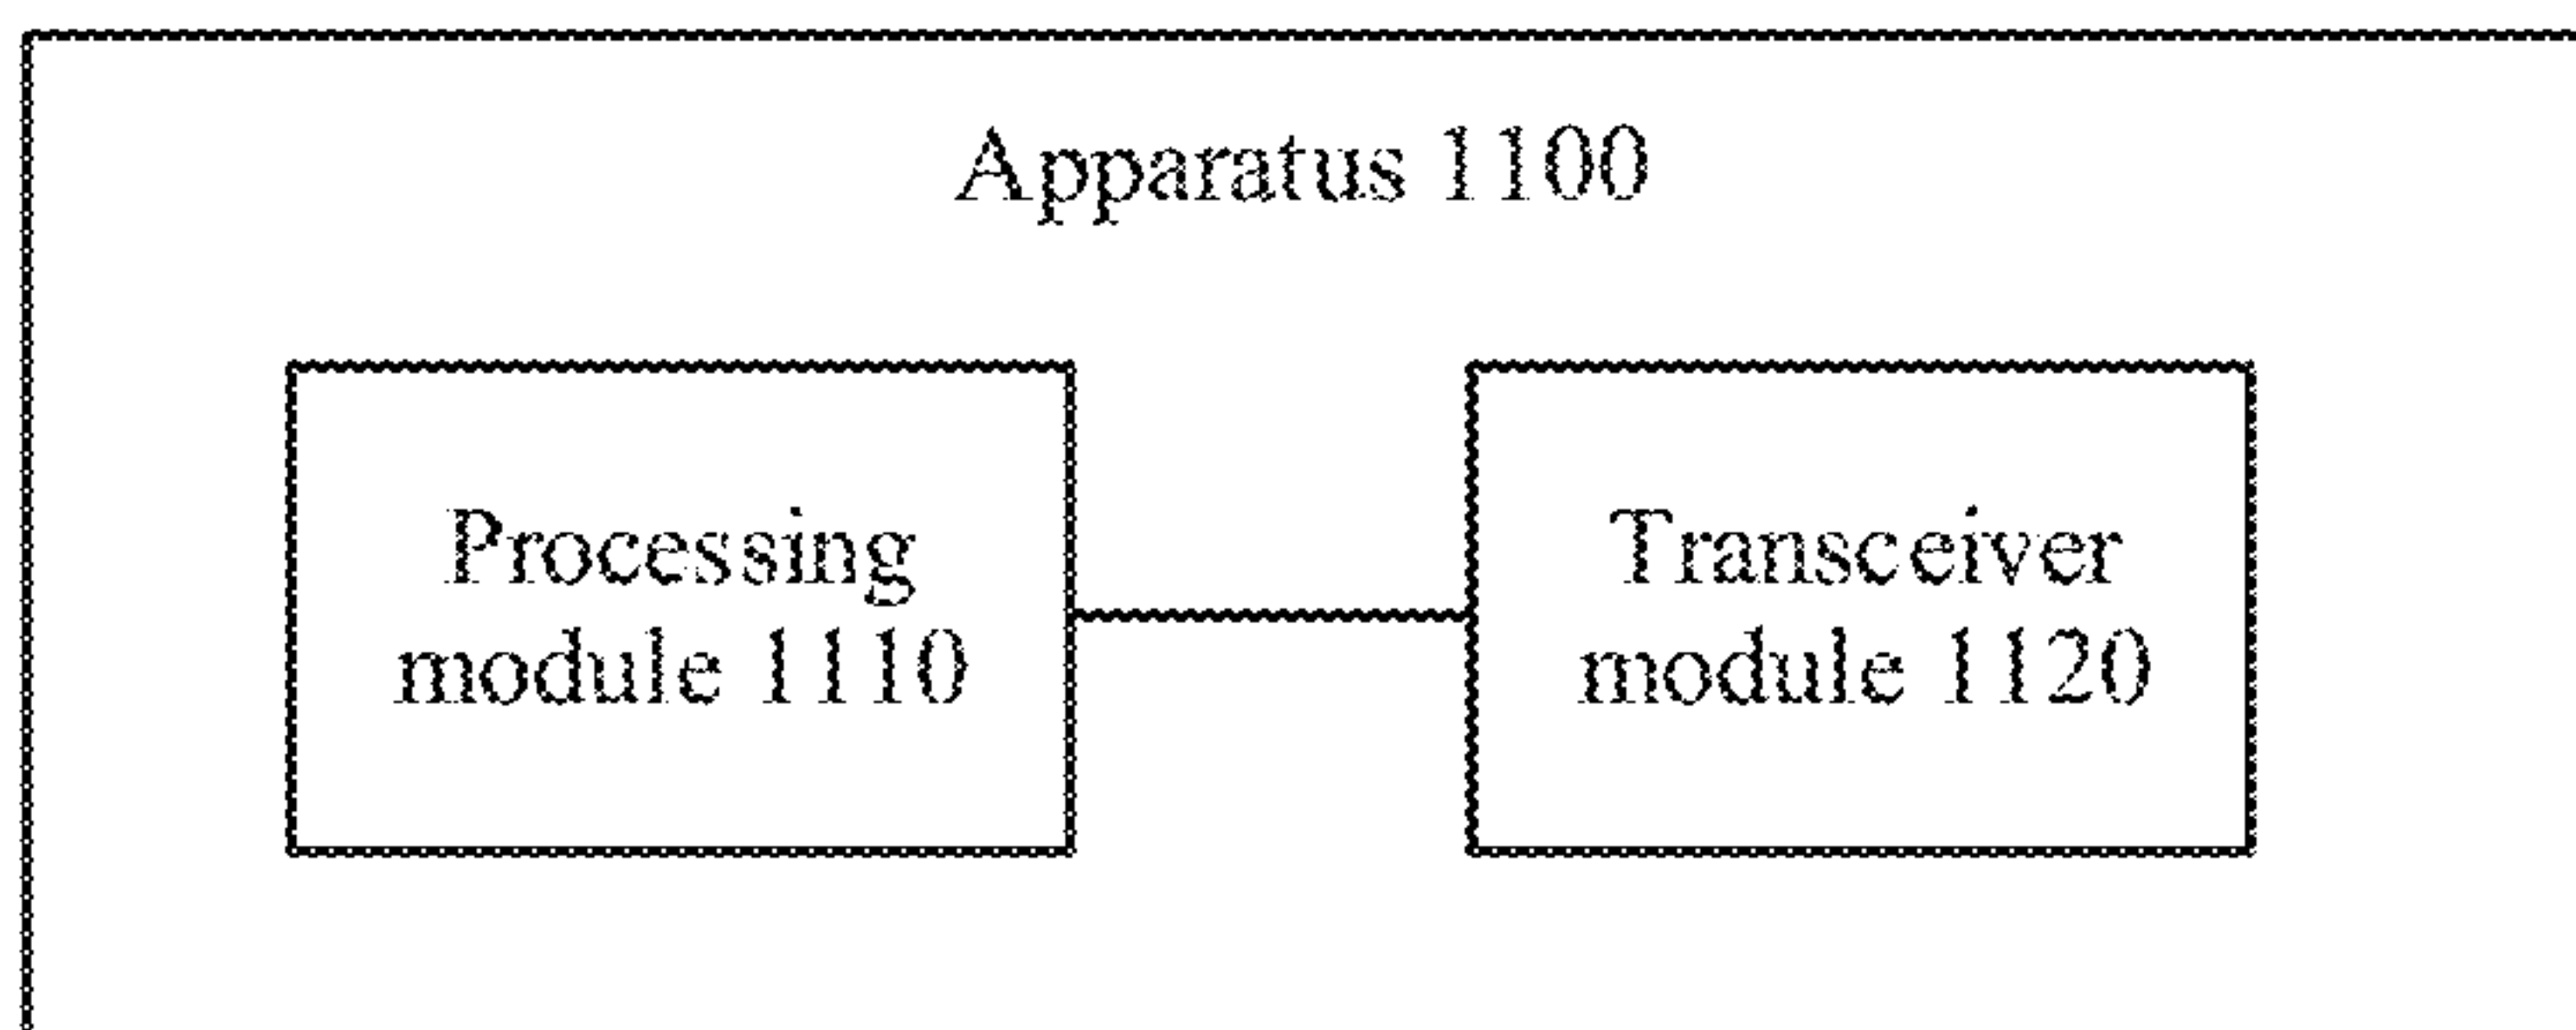 Apparatus 1100
Processing
module 1110
Transceiver
module 1120